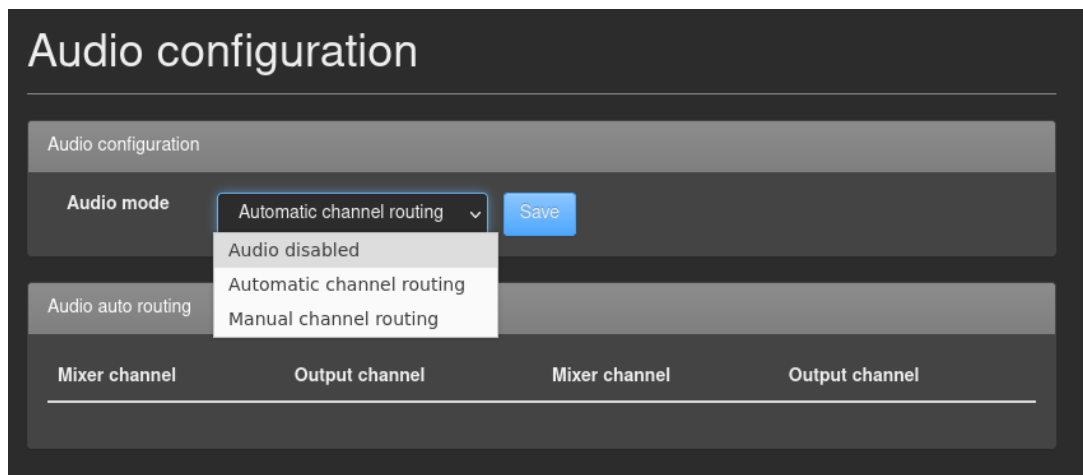 Audio configuration
Audio configuration
Audio mode Automatic channel routing Save
Audio disabled
Automatic channel routing
Manual channel routing
Audio auto routing
Mixer channel Output channel Mixer channel Output channel